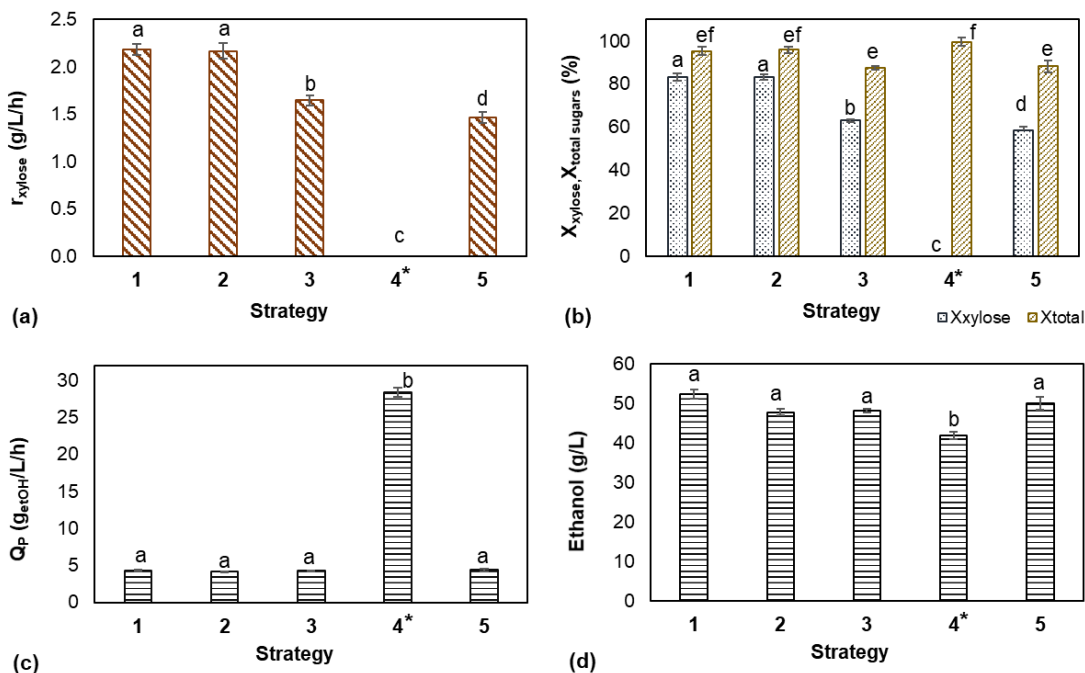 2.5
2.0
1.5
1.0
0.5
0.0
r_xylose (g/L/h)
a
a
b
c
d
1
2
3
4*
5
Strategy
(a)
100
80
60
40
20
0
X_xylose, X_total sugars (%)
a
ef
a
ef
b
e
c
f
d
e
1
2
3
4*
5
Strategy
(b)
Xxylose
Xtotal
30
25
20
15
10
5
0
Q_P (g_etOH/L/h)
a
a
a
b
a
1
2
3
4*
5
Strategy
(c)
60
50
40
30
20
10
0
Ethanol (g/L)
a
a
a
b
a
1
2
3
4*
5
Strategy
(d)